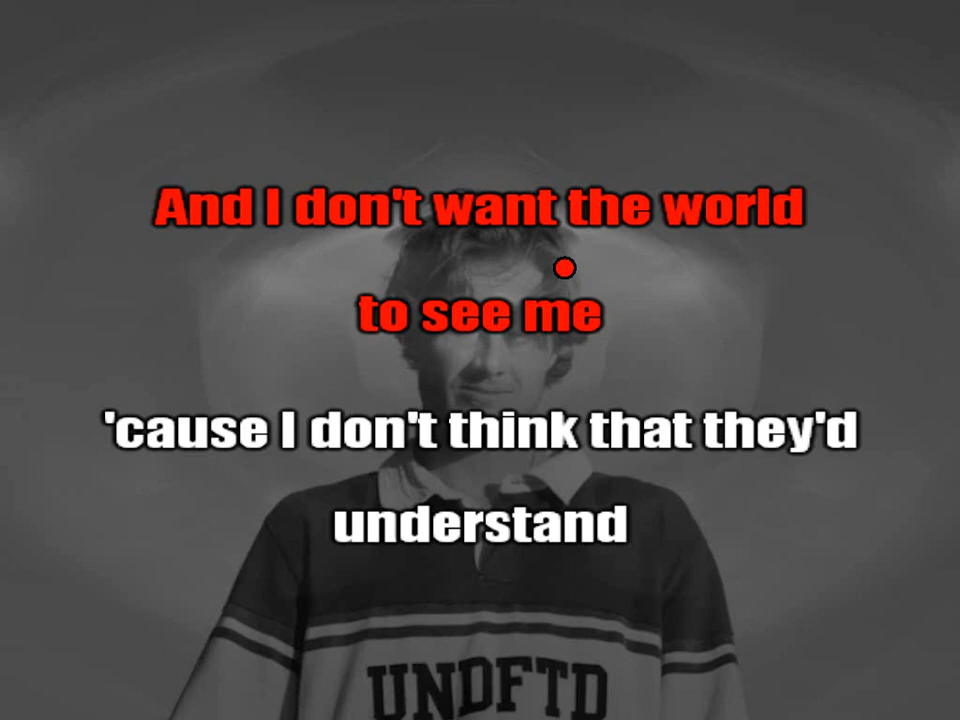 And I don't want the world
to see me
'cause I don't think that they'd
understand
UNDFTD